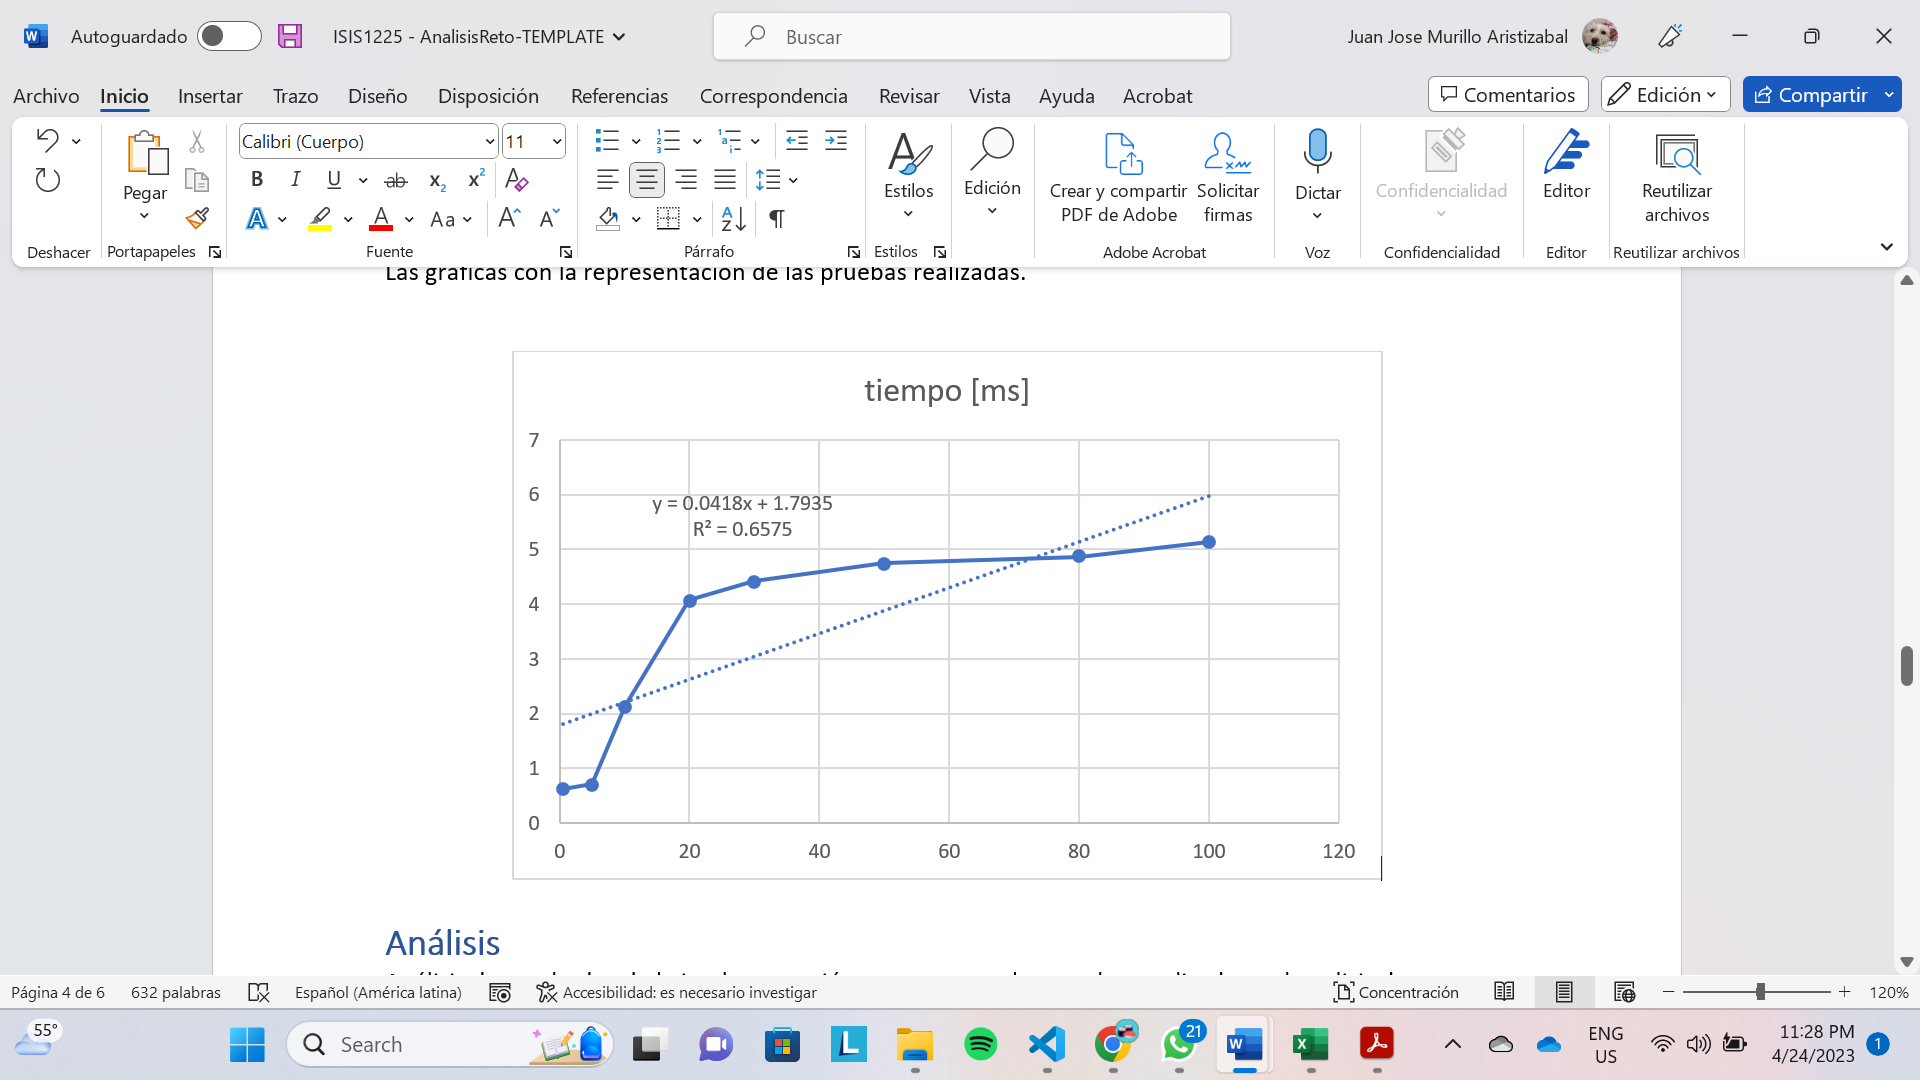 Autoguardado
ISIS1225 - AnalisisReto-TEMPLATE
Buscar
Juan Jose Murillo Aristizabal
Archivo Inicio Insertar Trazo Diseño Disposición Referencias Correspondencia Revisar Vista Ayuda Acrobat
Comentarios Edición Compartir
Pegar
Calibri (Cuerpo) 11
Estilos
Edición
Crear y compartir
PDF de Adobe
Solicitar
firmas
Dictar
Confidencialidad
Editor
Reutilizar
archivos
Deshacer Portapapeles Fuente Párrafo Estilos Adobe Acrobat Voz Confidencialidad Editor Reutilizar archivos
Las gráficas con la representación de las pruebas realizadas.
tiempo [ms]
7
6
5
4
3
2
1
0
y = 0.0418x + 1.7935
R² = 0.6575
0 20 40 60 80 100 120
Análisis
Página 4 de 6 632 palabras Español (América latina) Accesibilidad: es necesario investigar Concentración 120%
55°
Search
21
ENG
US
11:28 PM
4/24/2023
1